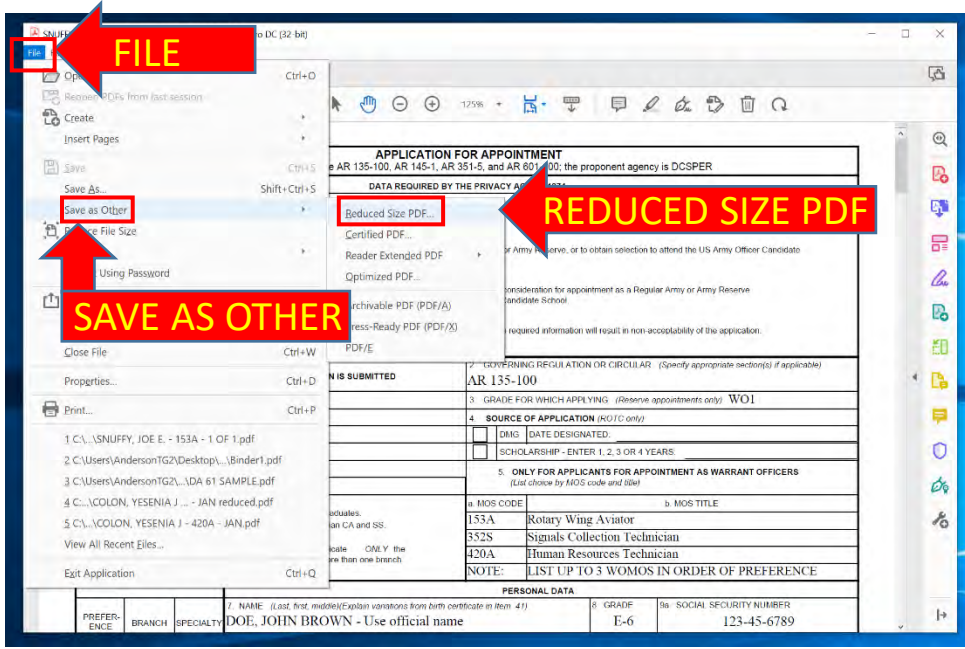 SNUFF
ro DC (32-bit)
FILE
File
Op
Ctrl+O
Reopen PDFs from last session
Create
125%
Insert Pages
APPLICATION FOR APPOINTMENT
Save
Ctrl+S
e AR 135-100, AR 145-1, AR 351-5, and AR 601-100; the proponent agency is DCSPER
Save As...
Shift+Ctrl+S
DATA REQUIRED BY THE PRIVACY
Save as Other
Reduced Size PDF...
REDUCED SIZE PDF
File Size
Certified PDF...
Reader Extended PDF
or Army Reserve, or to obtain selection to attend the US Army Officer Candidate
Using Password
Optimized PDF...
consideration for appointment as a Regular Army or Army Reserve
SAVE AS OTHER
Archivable PDF (PDF/A)
andidate School.
Press-Ready PDF (PDF/X)
required information will result in non-acceptability of the application.
PDF/E
Close File
Ctrl+W
2. GOVERNING REGULATION OR CIRCULAR (Specify appropriate section(s) if applicable)
N IS SUBMITTED
AR 135-100
Properties...
Ctrl+D
3 GRADE FOR WHICH APPLYING (Reserve appointments only) WO1
Print...
Ctrl+P
4 SOURCE OF APPLICATION (ROTC only)
DMG DATE DESIGNATED:
1 C:\...\SNUFFY, JOE E. - 153A - 1 OF 1.pdf
SCHOLARSHIP - ENTER 1, 2, 3 OR 4 YEARS:
2 C:\Users\AndersonTG2\Desktop\...\Binder1.pdf
5. ONLY FOR APPLICANTS FOR APPOINTMENT AS WARRANT OFFICERS
(List choice by MOS code and title)
3 C:\Users\AndersonTG2\...\DA 61 SAMPLE.pdf
4 C:...\COLON, YESENIA J ... - JAN reduced.pdf
a. MOS CODE
b. MOS TITLE
5 C:\...\COLON, YESENIA J - 420A - JAN.pdf
aduates.
153A Rotary Wing Aviator
ian CA and SS.
352S Signals Collection Technician
View All Recent Files...
icate ONLY the
420A Human Resources Technician
re than one branch
Exit Application
Ctrl+Q
NOTE: LIST UP TO 3 WOMOS IN ORDER OF PREFERENCE
PERSONAL DATA
PREFER-
ENCE
BRANCH
SPECIALTY
7. NAME (Last, first, middle)(Explain variations from birth certificate in Item 41)
8 GRADE
9a SOCIAL SECURITY NUMBER
DOE, JOHN BROWN - Use official name
E-6
123-45-6789